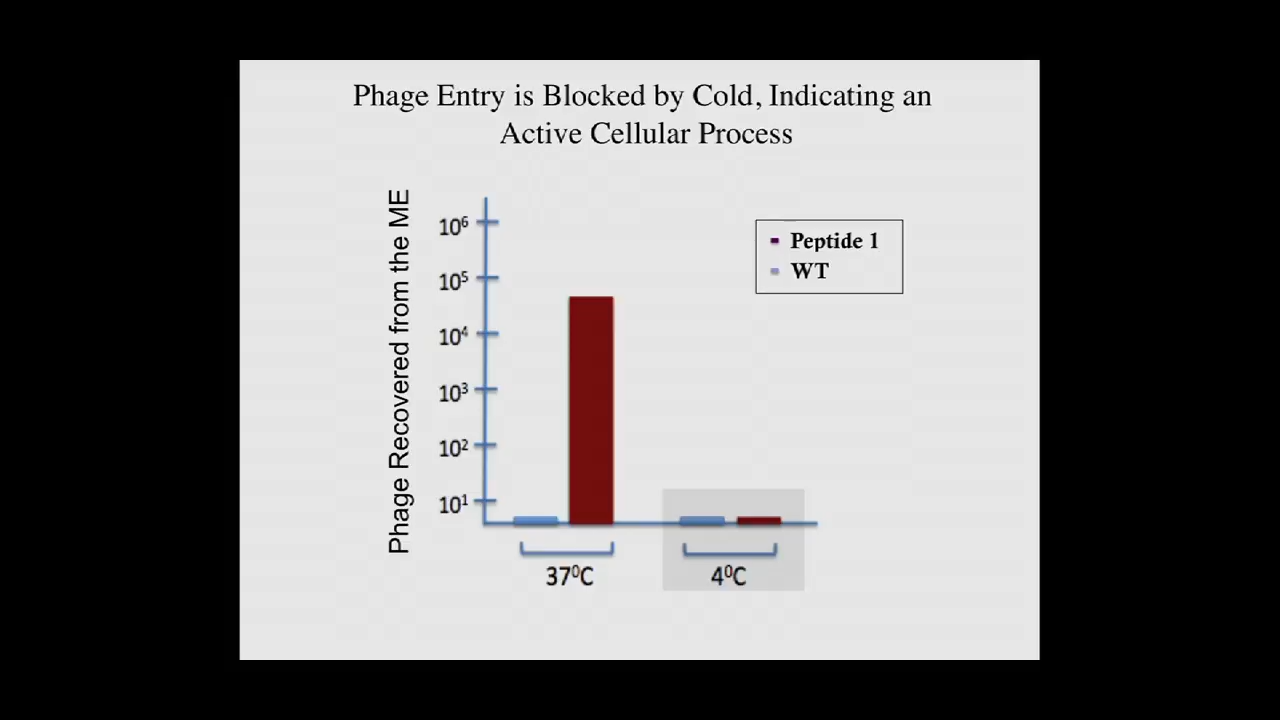 Phage Entry is Blocked by Cold, Indicating an
Active Cellular Process
Phage Recovered from the ME
10⁶
10⁵
10⁴
10³
10²
10¹
Peptide 1
WT
37⁰C
4⁰C